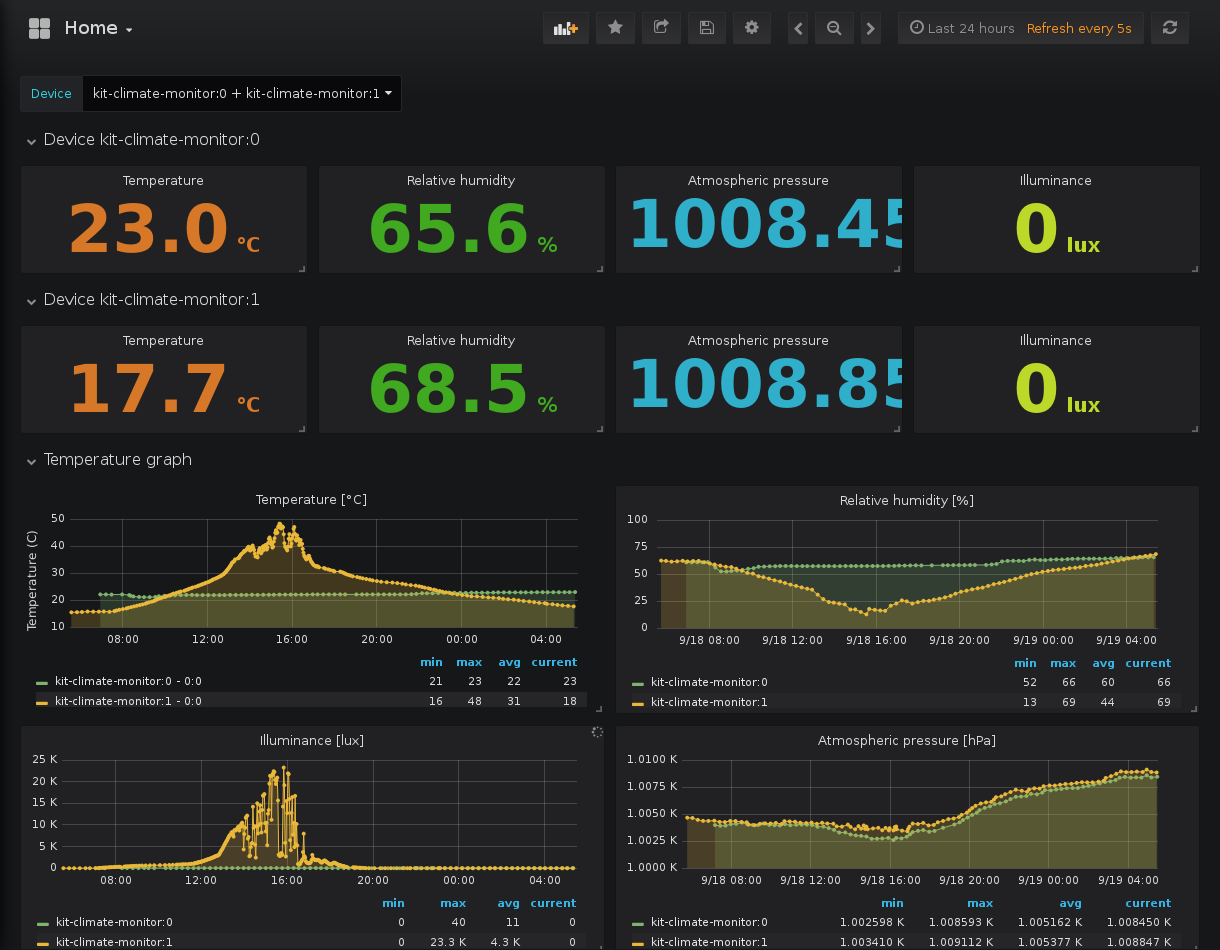 Home
Last 24 hours Refresh every 5s
Device kit-climate-monitor:0 + kit-climate-monitor:1
Device kit-climate-monitor:0
Temperature Relative humidity Atmospheric pressure Illuminance
23.0 °C 65.6 % 1008.45 0 lux
Device kit-climate-monitor:1
Temperature Relative humidity Atmospheric pressure Illuminance
17.7 °C 68.5 % 1008.85 0 lux
Temperature graph
Temperature [°C]
Temperature (C)
50
40
30
20
10
08:00 12:00 16:00 20:00 00:00 04:00
min max avg current
kit-climate-monitor:0 - 0:0 21 23 22 23
kit-climate-monitor:1 - 0:0 16 48 31 18
Relative humidity [%]
100
75
50
25
0
9/18 08:00 9/18 12:00 9/18 16:00 9/18 20:00 9/19 00:00 9/19 04:00
min max avg current
kit-climate-monitor:0 52 66 60 66
kit-climate-monitor:1 13 69 44 69
Illuminance [lux]
25 K
20 K
15 K
10 K
5 K
0
08:00 12:00 16:00 20:00 00:00 04:00
min max avg current
kit-climate-monitor:0 0 40 11 0
kit-climate-monitor:1 0 23.3 K 4.3 K 0
Atmospheric pressure [hPa]
1.0100 K
1.0075 K
1.0050 K
1.0025 K
1.0000 K
9/18 08:00 9/18 12:00 9/18 16:00 9/18 20:00 9/19 00:00 9/19 04:00
min max avg current
kit-climate-monitor:0 1.002598 K 1.008593 K 1.005162 K 1.008450 K
kit-climate-monitor:1 1.003410 K 1.009112 K 1.005377 K 1.008847 K